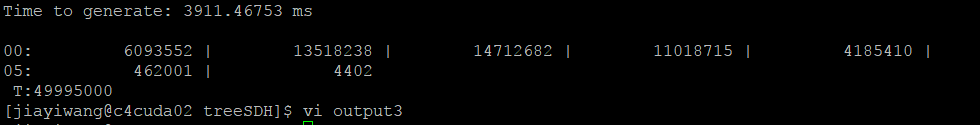 Time to generate: 3911.46753 ms
00: 6093552 | 13518238 | 14712682 | 11018715 | 4185410 |
05: 462001 | 4402
T:49995000
[jiayiwang@c4cuda02 treeSDH]$ vi output3